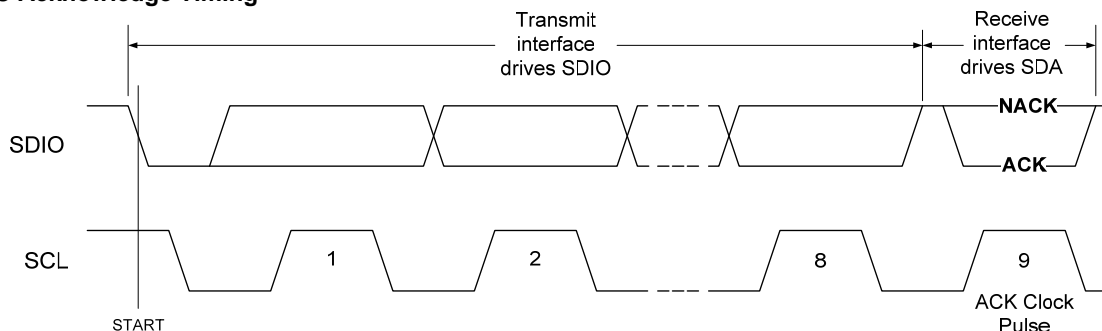 Acknowledge Timing
Transmit
interface
drives SDIO
Receive
interface
drives SDA
SDIO
NACK
ACK
SCL
1
2
8
9
START
ACK Clock
Pulse